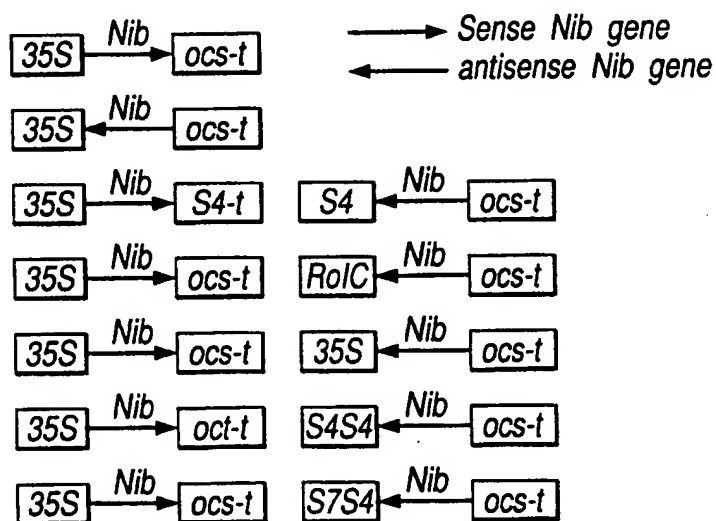 35S Nib ocs-t → Sense Nib gene
35S Nib ocs-t ← antisense Nib gene
35S Nib S4-t S4 Nib ocs-t
35S Nib ocs-t RolC Nib ocs-t
35S Nib ocs-t 35S Nib ocs-t
35S Nib oct-t S4S4 Nib ocs-t
35S Nib ocs-t S7S4 Nib ocs-t